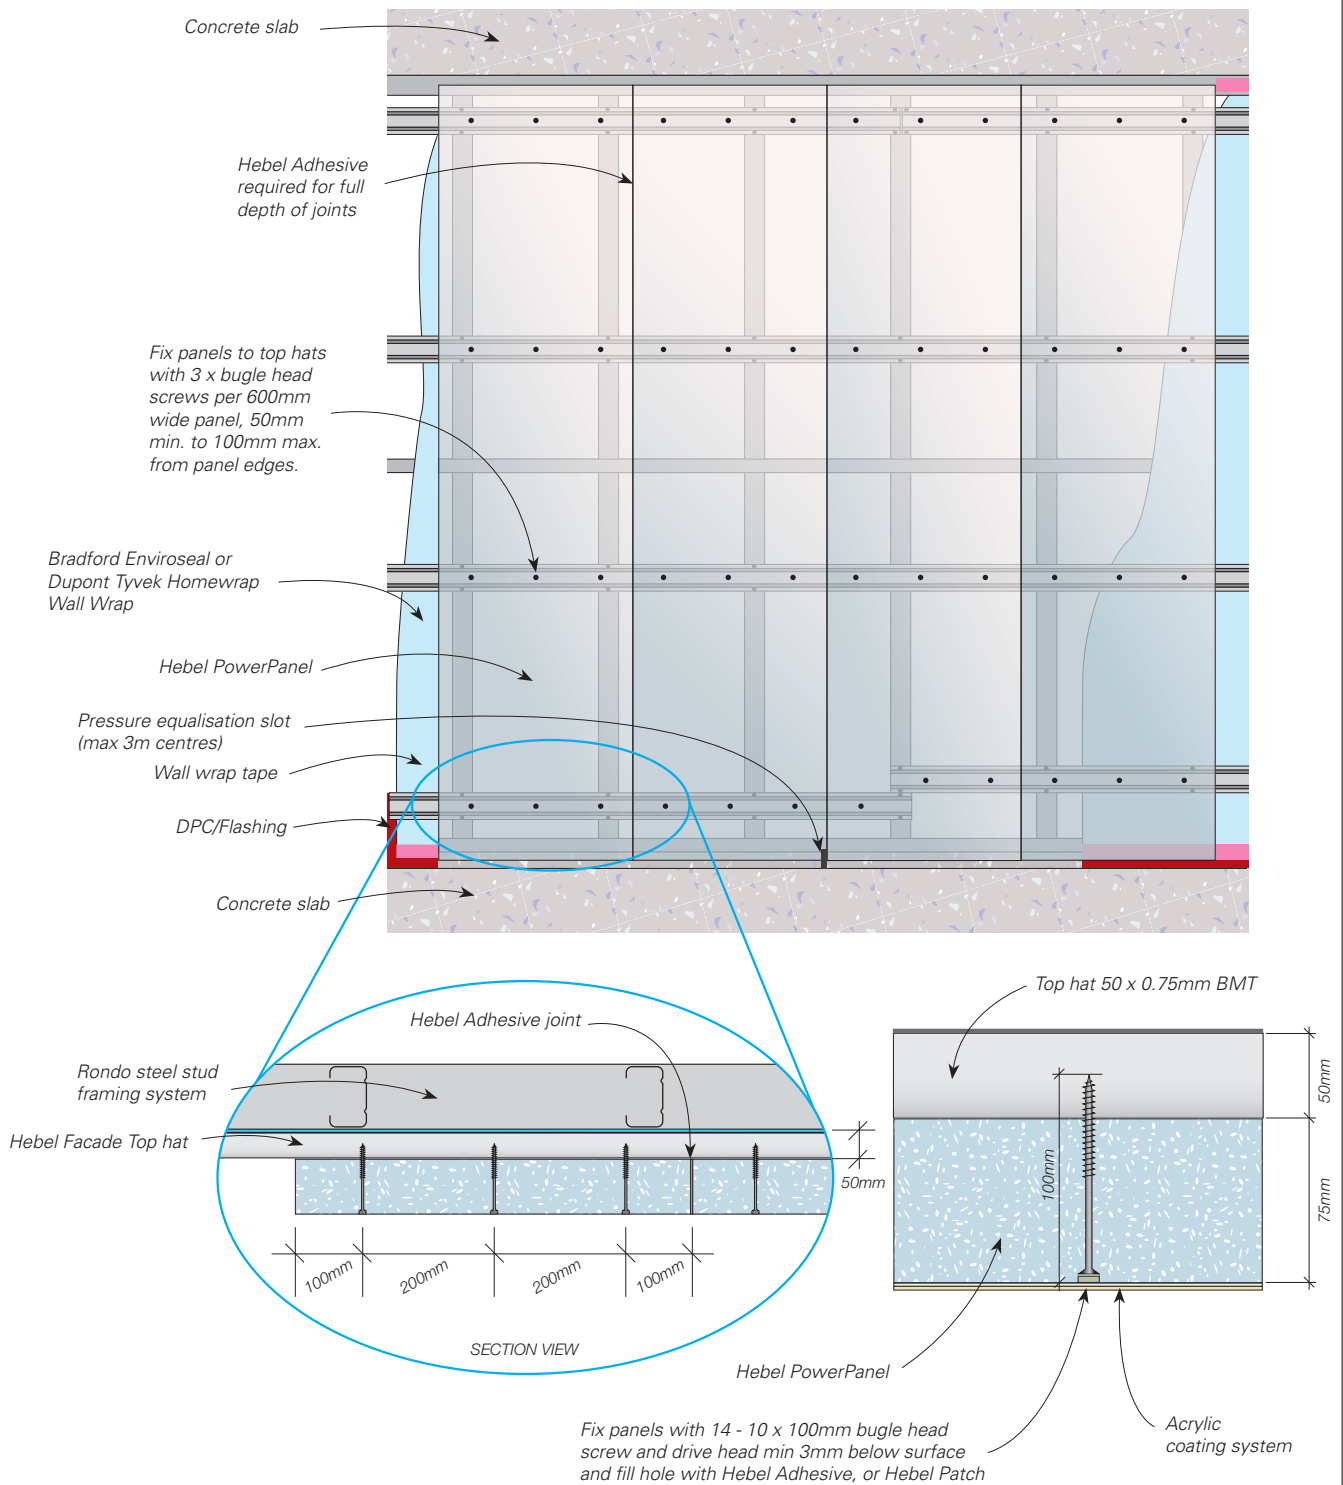 Concrete slab
Hebel Adhesive
required for full
depth of joints
Fix panels to top hats
with 3 x bugle head
screws per 600mm
wide panel, 50mm
min. to 100mm max.
from panel edges.
Bradford Enviroseal or
Dupont Tyvek Homewrap
Wall Wrap
Hebel PowerPanel
Pressure equalisation slot
(max 3m centres)
Wall wrap tape
DPC/Flashing
Concrete slab
Hebel Adhesive joint
Rondo steel stud
framing system
Hebel Facade Top hat
50mm
100mm
200mm
200mm
100mm
SECTION VIEW
Top hat 50 x 0.75mm BMT
50mm
100mm
75mm
Hebel PowerPanel
Fix panels with 14 - 10 x 100mm bugle head
screw and drive head min 3mm below surface
and fill hole with Hebel Adhesive, or Hebel Patch
Acrylic
coating system